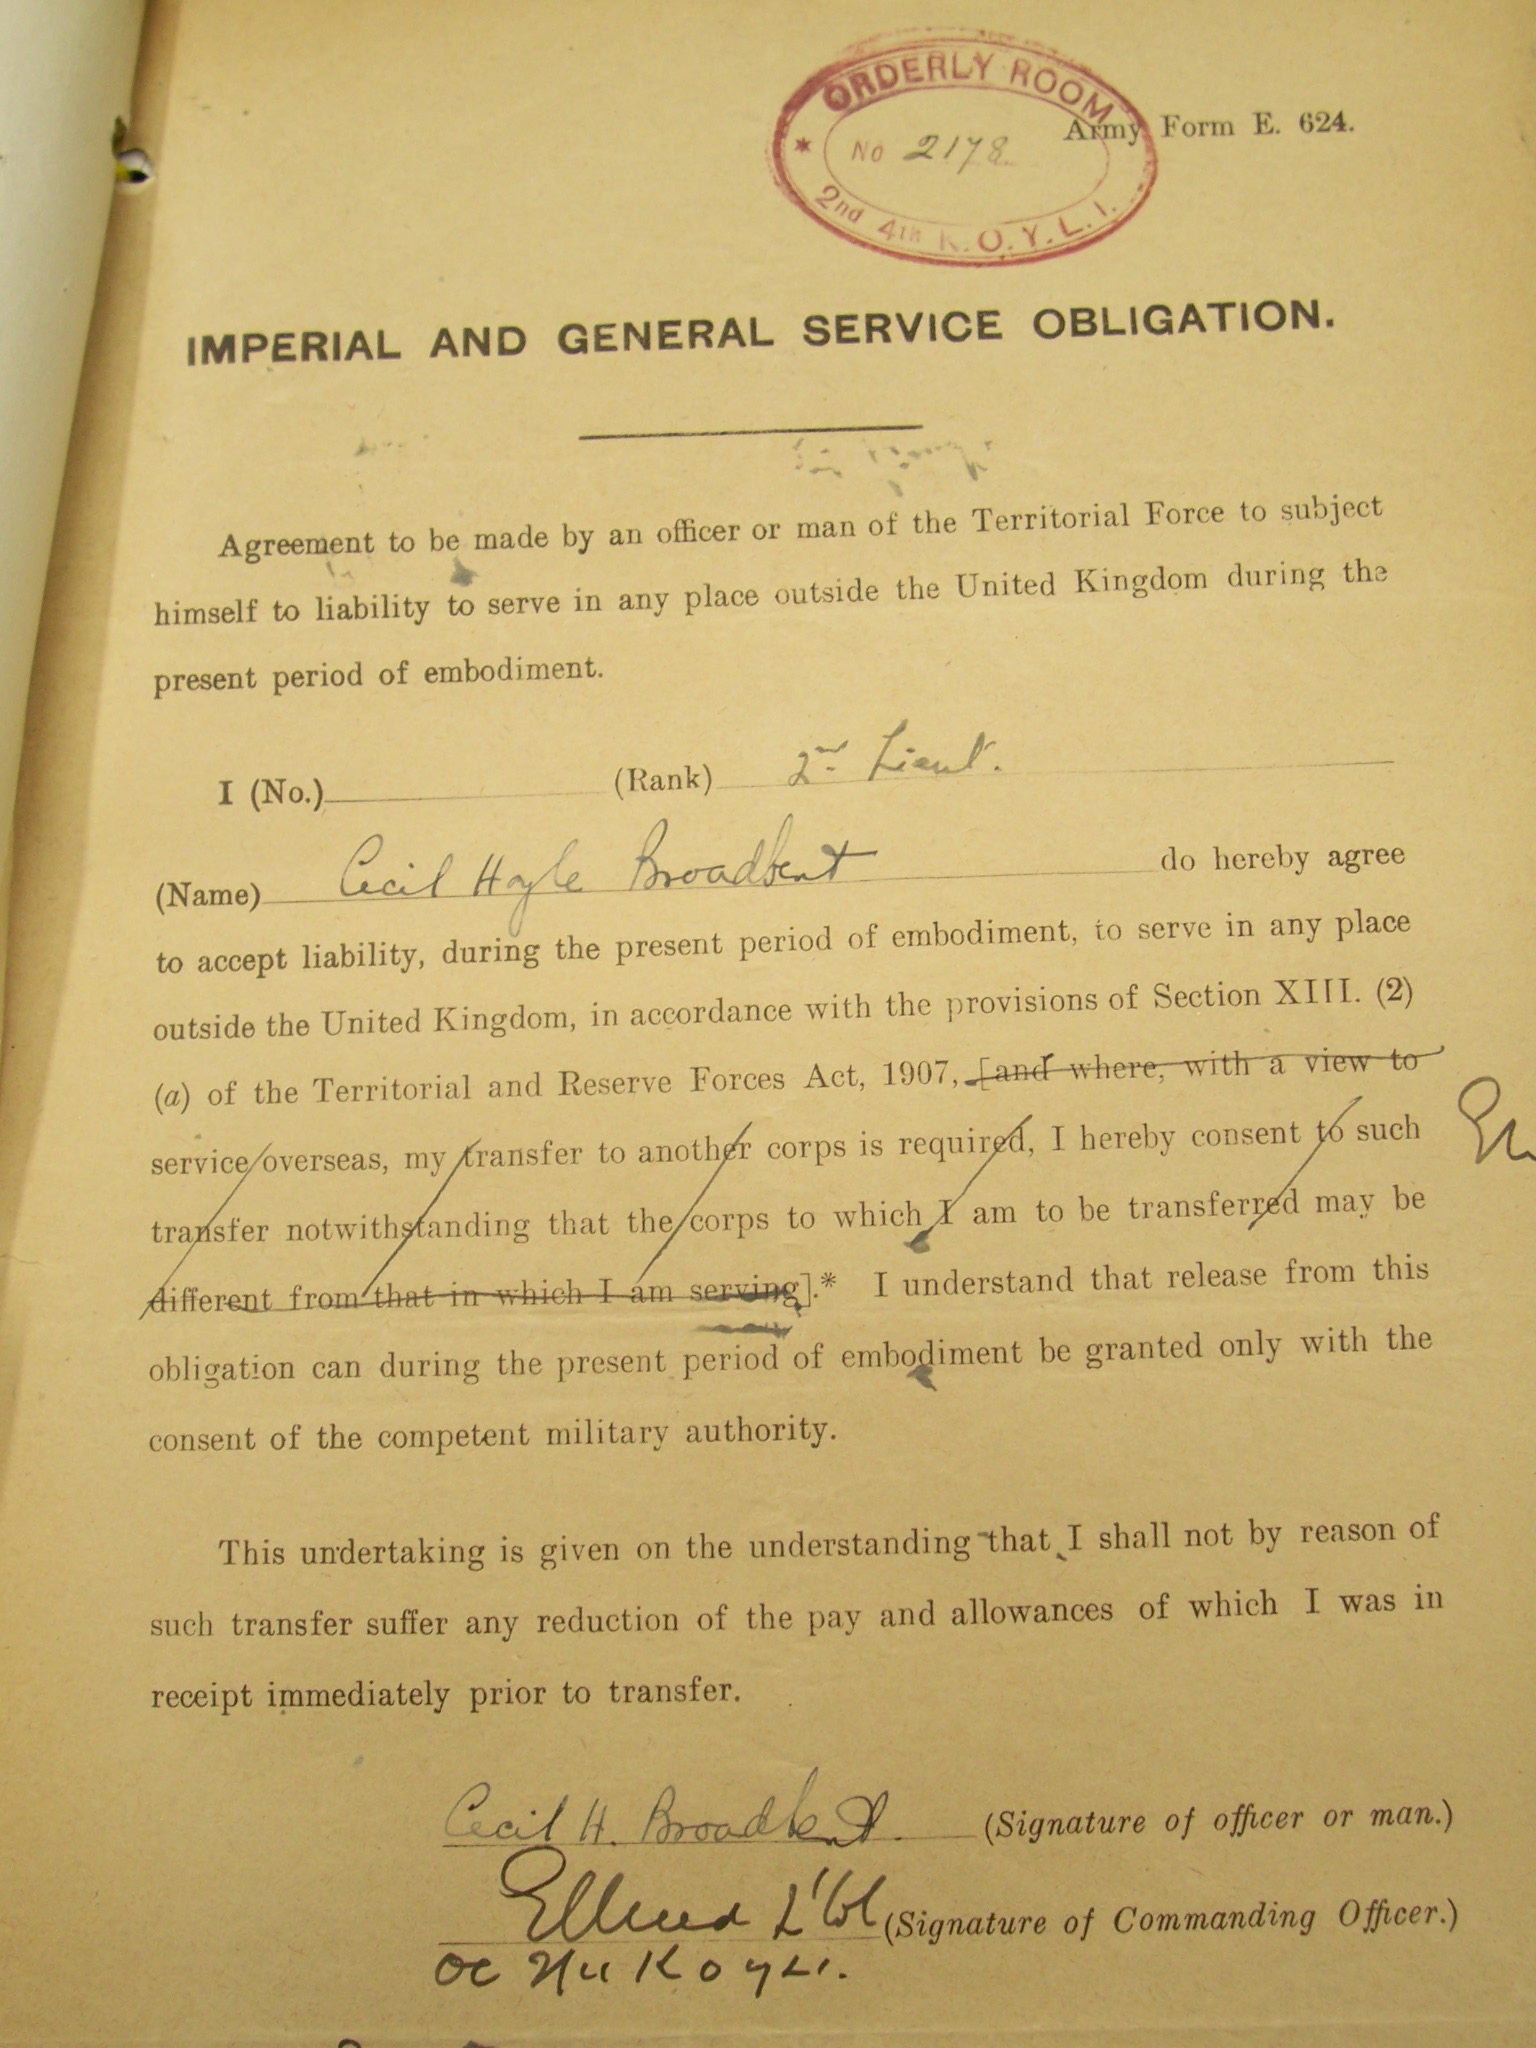 ORDERLY ROOM
Army Form E. 624.
No 2178
2nd 4th K.O.Y.L.I.
IMPERIAL AND GENERAL SERVICE OBLIGATION.
Agreement to be made by an officer or man of the Territorial Force to subject
himself to liability to serve in any place outside the United Kingdom during the
present period of embodiment.
I (No.) (Rank) 2nd Lieut.
(Name) Cecil Hoyle Broadbent do hereby agree
to accept liability, during the present period of embodiment, to serve in any place
outside the United Kingdom, in accordance with the provisions of Section XIII. (2)
(a) of the Territorial and Reserve Forces Act, 1907, [and where, with a view to
service overseas, my transfer to another corps is required, I hereby consent to such
transfer notwithstanding that the corps to which I am to be transferred may be
different from that in which I am serving].* I understand that release from this
obligation can during the present period of embodiment be granted only with the
consent of the competent military authority.
This undertaking is given on the understanding that I shall not by reason of
such transfer suffer any reduction of the pay and allowances of which I was in
receipt immediately prior to transfer.
Cecil H. Broadbent (Signature of officer or man.)
Lt Col (Signature of Commanding Officer.)
OC 2/4 KOYLI.